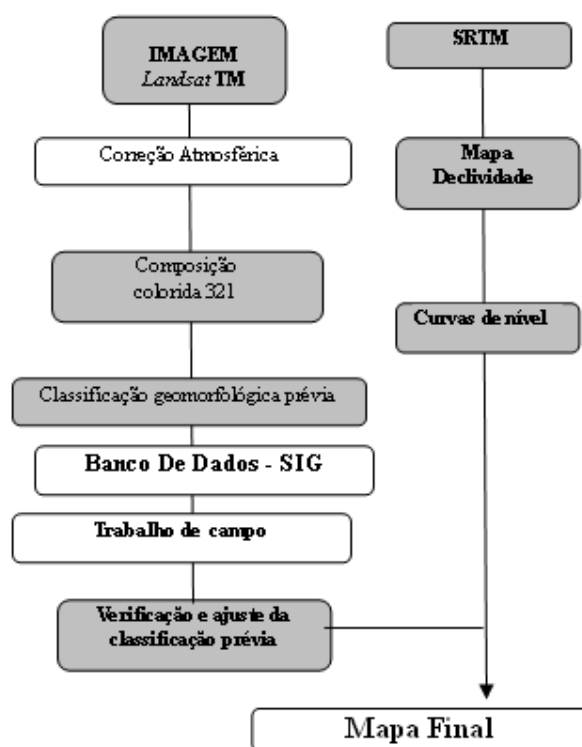 IMAGEM
Landsat TM
Correção Atmosférica
Composição
colorida 321
Classificação geomorfológica prévia
Banco De Dados - SIG
Trabalho de campo
Verificação e ajuste da
classificação prévia
SRTM
Mapa
Declividade
Curvas de nível
Mapa Final